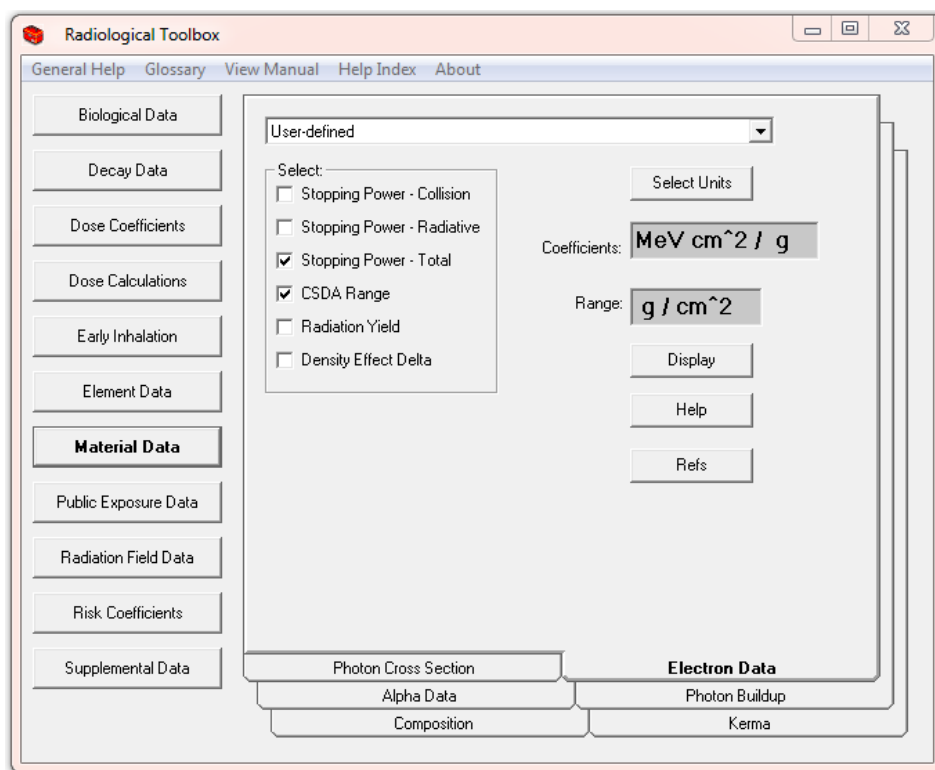 Radiological Toolbox
General Help Glossary View Manual Help Index About
Biological Data
Decay Data
Dose Coefficients
Dose Calculations
Early Inhalation
Element Data
Material Data
Public Exposure Data
Radiation Field Data
Risk Coefficients
Supplemental Data
User-defined
Select:
Stopping Power - Collision
Stopping Power - Radiative
Stopping Power - Total
CSDA Range
Radiation Yield
Density Effect Delta
Select Units
Coefficients: MeV cm^2 / g
Range: g / cm^2
Display
Help
Refs
Photon Cross Section Electron Data
Alpha Data Photon Buildup
Composition Kerma